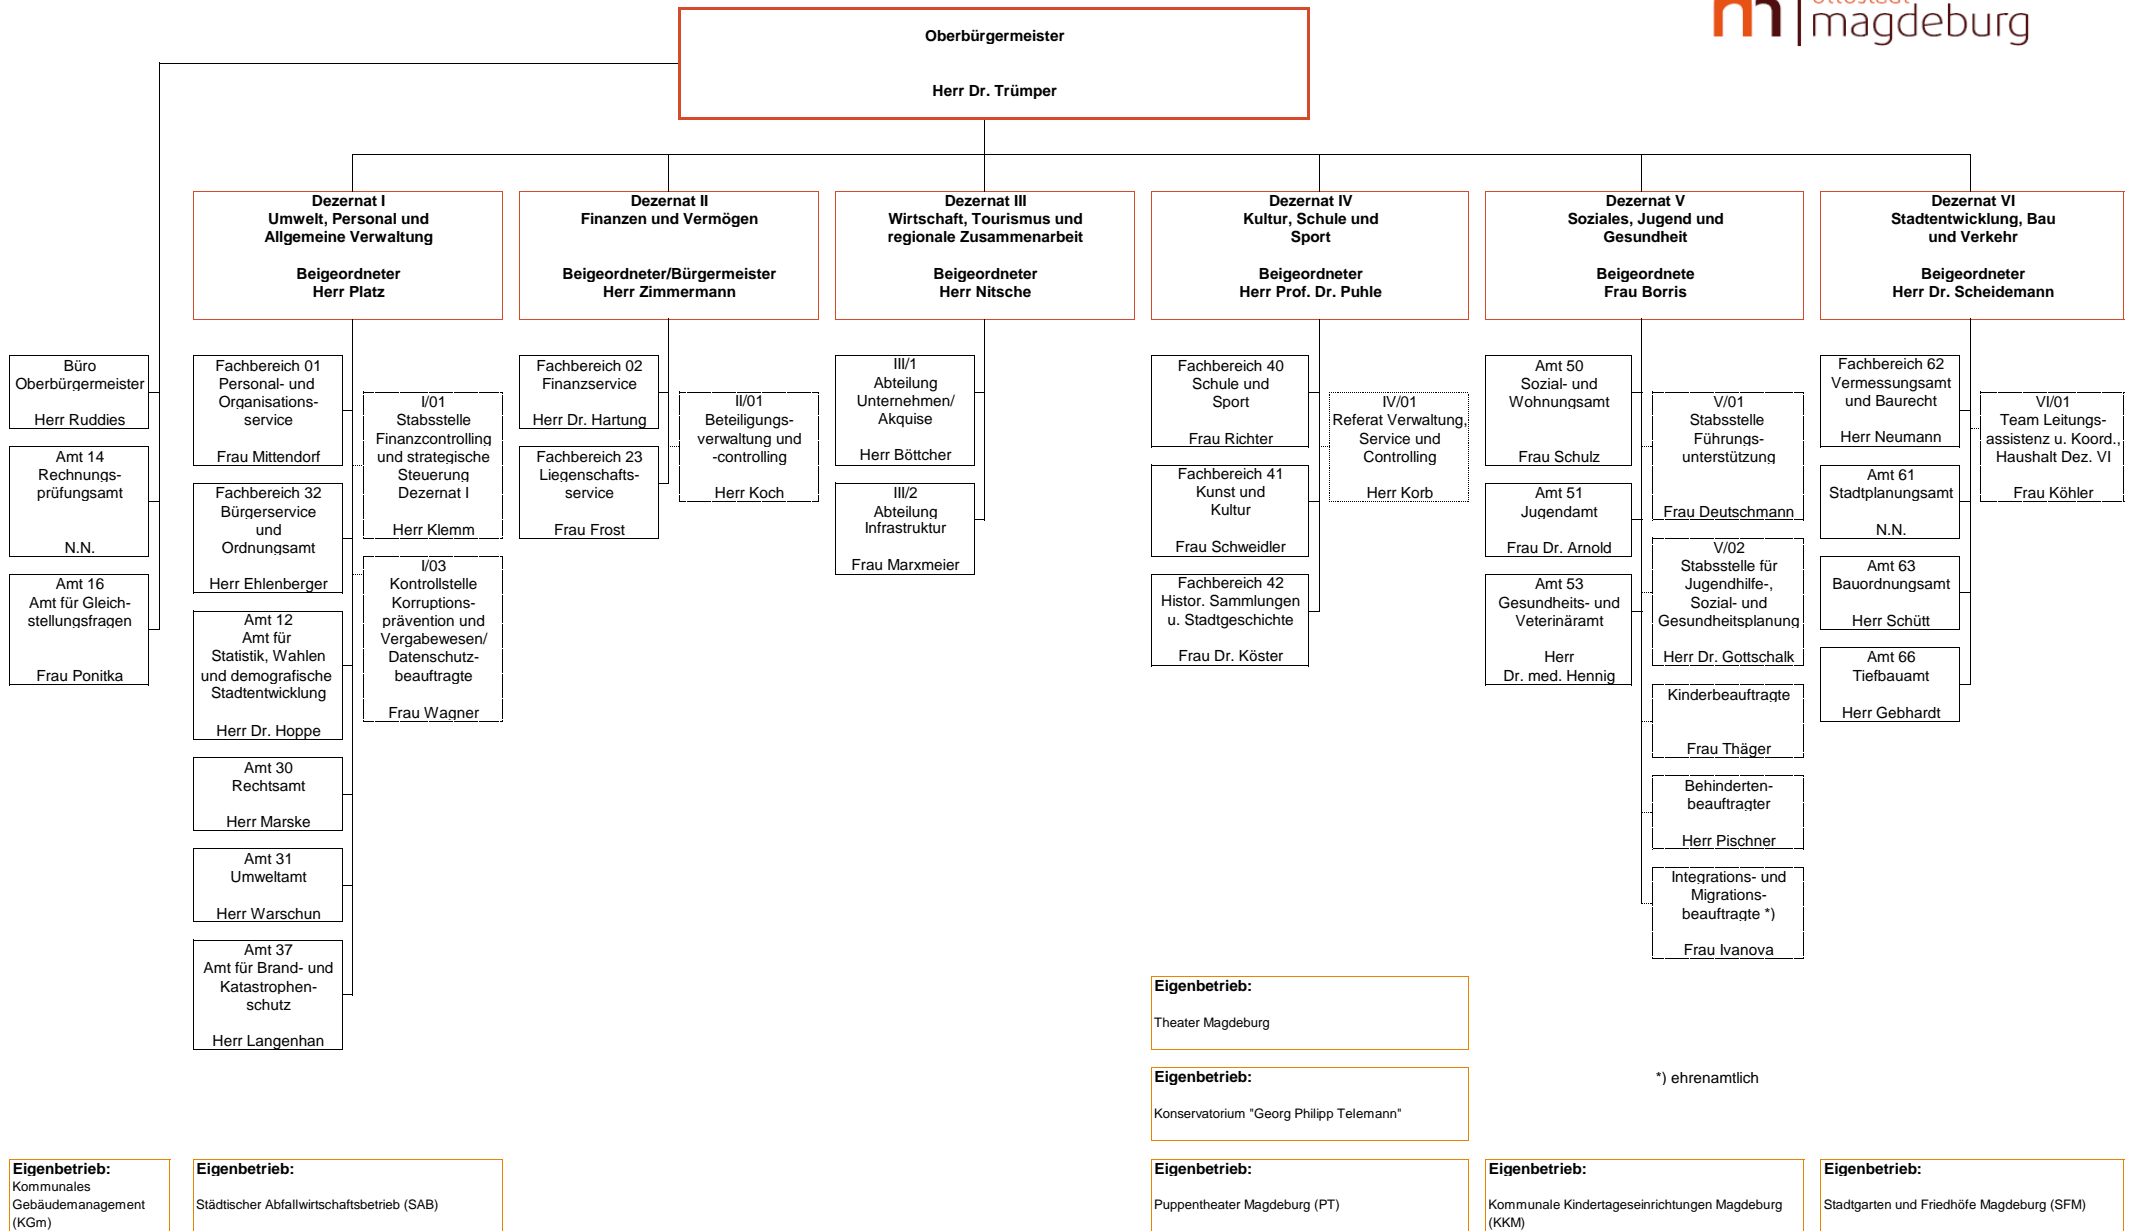 magdeburg
Oberbürgermeister
Herr Dr. Trümper
Dezernat I
Umwelt, Personal und
Allgemeine Verwaltung
Beigeordneter
Herr Platz
Dezernat II
Finanzen und Vermögen
Beigeordneter/Bürgermeister
Herr Zimmermann
Dezernat III
Wirtschaft, Tourismus und
regionale Zusammenarbeit
Beigeordneter
Herr Nitsche
Dezernat IV
Kultur, Schule und
Sport
Beigeordneter
Herr Prof. Dr. Puhle
Dezernat V
Soziales, Jugend und
Gesundheit
Beigeordnete
Frau Borris
Dezernat VI
Stadtentwicklung, Bau
und Verkehr
Beigeordneter
Herr Dr. Scheidemann
Büro
Oberbürgermeister
Herr Ruddies
Amt 14
Rechnungs-
prüfungsamt
N.N.
Amt 16
Amt für Gleich-
stellungsfragen
Frau Ponitka
Fachbereich 01
Personal- und
Organisations-
service
Frau Mittendorf
Fachbereich 32
Bürgerservice
und
Ordnungsamt
Herr Ehlenberger
Amt 12
Amt für
Statistik, Wahlen
und demografische
Stadtentwicklung
Herr Dr. Hoppe
Amt 30
Rechtsamt
Herr Marske
Amt 31
Umweltamt
Herr Warschun
Amt 37
Amt für Brand- und
Katastrophen-
schutz
Herr Langenhan
I/01
Stabsstelle
Finanzcontrolling
und strategische
Steuerung
Dezernat I
Herr Klemm
I/03
Kontrollstelle
Korruptions-
prävention und
Vergabewesen/
Datenschutz-
beauftragte
Frau Wagner
Fachbereich 02
Finanzservice
Herr Dr. Hartung
Fachbereich 23
Liegenschafts-
service
Frau Frost
II/01
Beteiligungs-
verwaltung und
-controlling
Herr Koch
III/1
Abteilung
Unternehmen/
Akquise
Herr Böttcher
III/2
Abteilung
Infrastruktur
Frau Marxmeier
Fachbereich 40
Schule und
Sport
Frau Richter
Fachbereich 41
Kunst und
Kultur
Frau Schweidler
Fachbereich 42
Histor. Sammlungen
u. Stadtgeschichte
Frau Dr. Köster
IV/01
Referat Verwaltung,
Service und
Controlling
Herr Korb
Amt 50
Sozial- und
Wohnungsamt
Frau Schulz
Amt 51
Jugendamt
Frau Dr. Arnold
Amt 53
Gesundheits- und
Veterinäramt
Herr
Dr. med. Hennig
V/01
Stabsstelle
Führungs-
unterstützung
Frau Deutschmann
V/02
Stabsstelle für
Jugendhilfe-,
Sozial- und
Gesundheitsplanung
Herr Dr. Gottschalk
Kinderbeauftragte
Frau Thäger
Behinderten-
beauftragter
Herr Pischner
Integrations- und
Migrations-
beauftragte *)
Frau Ivanova
Fachbereich 62
Vermessungsamt
und Baurecht
Herr Neumann
Amt 61
Stadtplanungsamt
N.N.
Amt 63
Bauordnungsamt
Herr Schütt
Amt 66
Tiefbauamt
Herr Gebhardt
VI/01
Team Leitungs-
assistenz u. Koord.,
Haushalt Dez. VI
Frau Köhler
Eigenbetrieb:
Theater Magdeburg
Eigenbetrieb:
Konservatorium "Georg Philipp Telemann"
*) ehrenamtlich
Eigenbetrieb:
Kommunales
Gebäudemanagement
(KGm)
Eigenbetrieb:
Städtischer Abfallwirtschaftsbetrieb (SAB)
Eigenbetrieb:
Puppentheater Magdeburg (PT)
Eigenbetrieb:
Kommunale Kindertageseinrichtungen Magdeburg
(KKM)
Eigenbetrieb:
Stadtgarten und Friedhöfe Magdeburg (SFM)